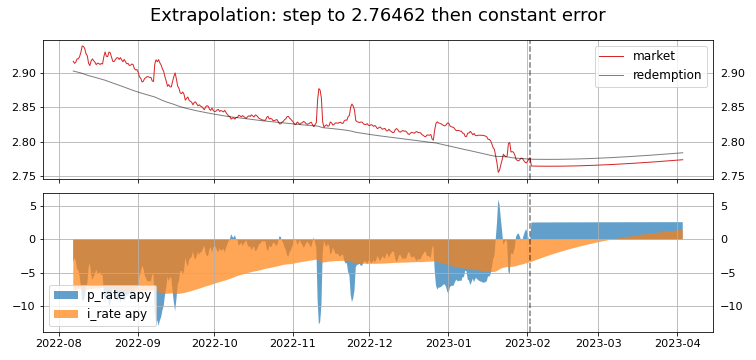 Extrapolation: step to 2.76462 then constant error
market
redemption
2.90 2.90
2.85 2.85
2.80 2.80
2.75 2.75
5 5
0 0
−5 −5
−10 −10
p_rate apy
i_rate apy
2022-08 2022-09 2022-10 2022-11 2022-12 2023-01 2023-02 2023-03 2023-04